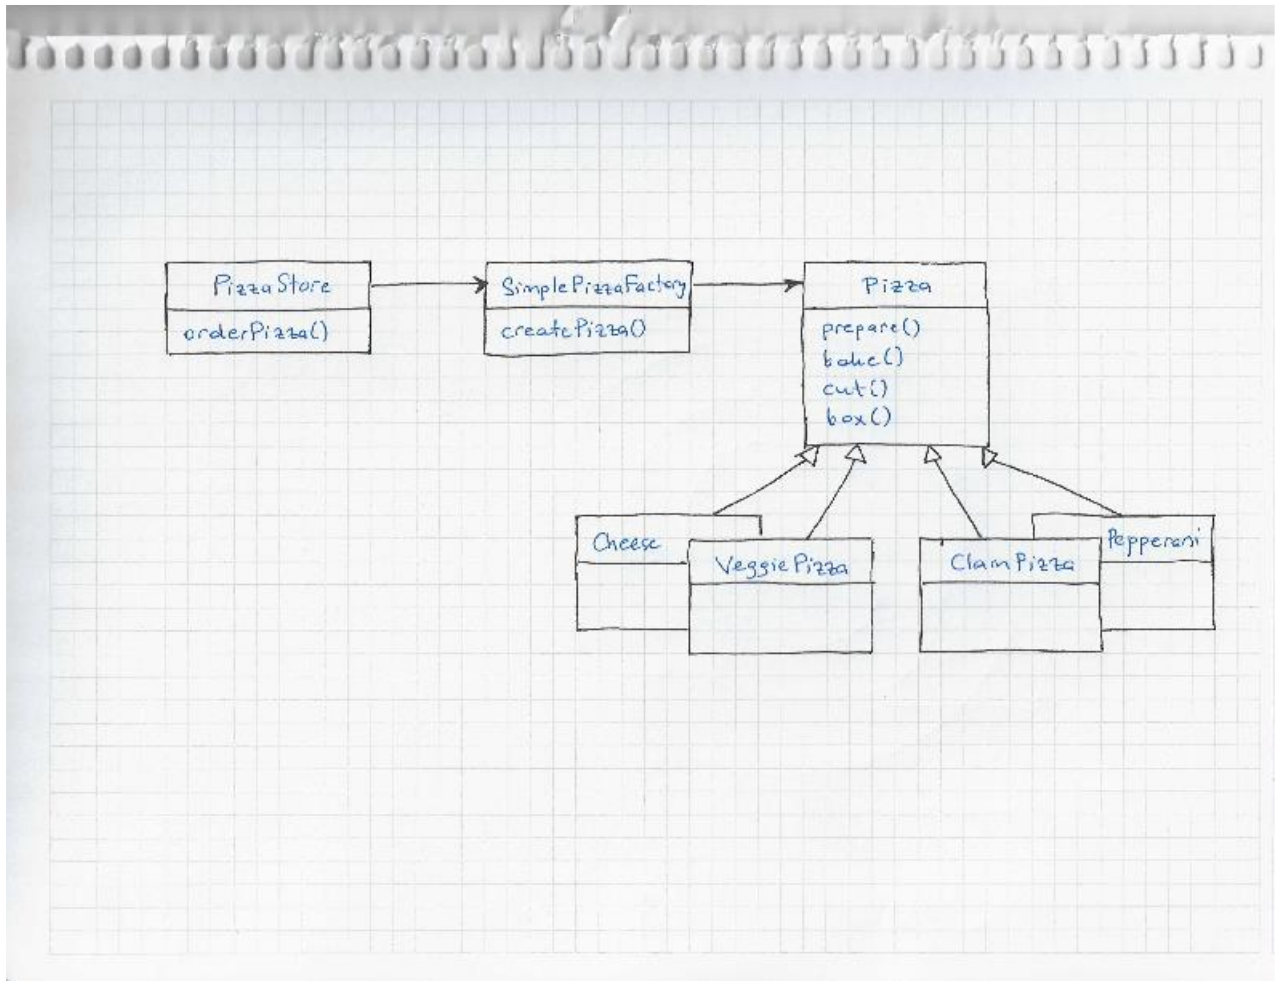 PizzaStore
orderPizza()
SimplePizzaFactory
createPizza()
Pizza
prepare()
bake()
cut()
box()
Cheese
VeggiePizza
ClamPizza
Pepperoni